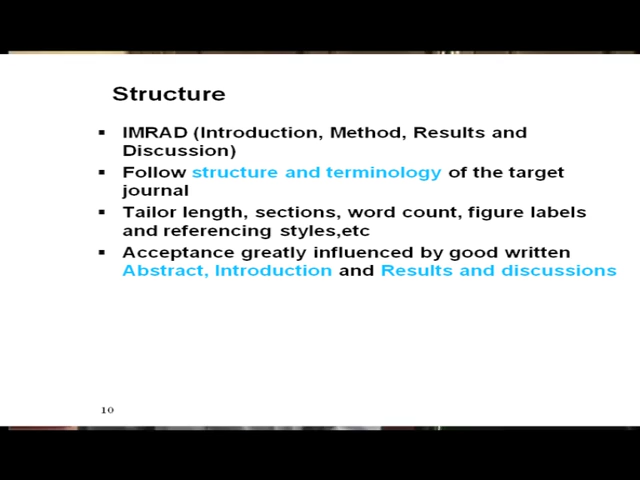 Structure
▪ IMRAD (Introduction, Method, Results and
Discussion)
▪ Follow structure and terminology of the target
journal
▪ Tailor length, sections, word count, figure labels
and referencing styles,etc
▪ Acceptance greatly influenced by good written
Abstract, Introduction and Results and discussions
10